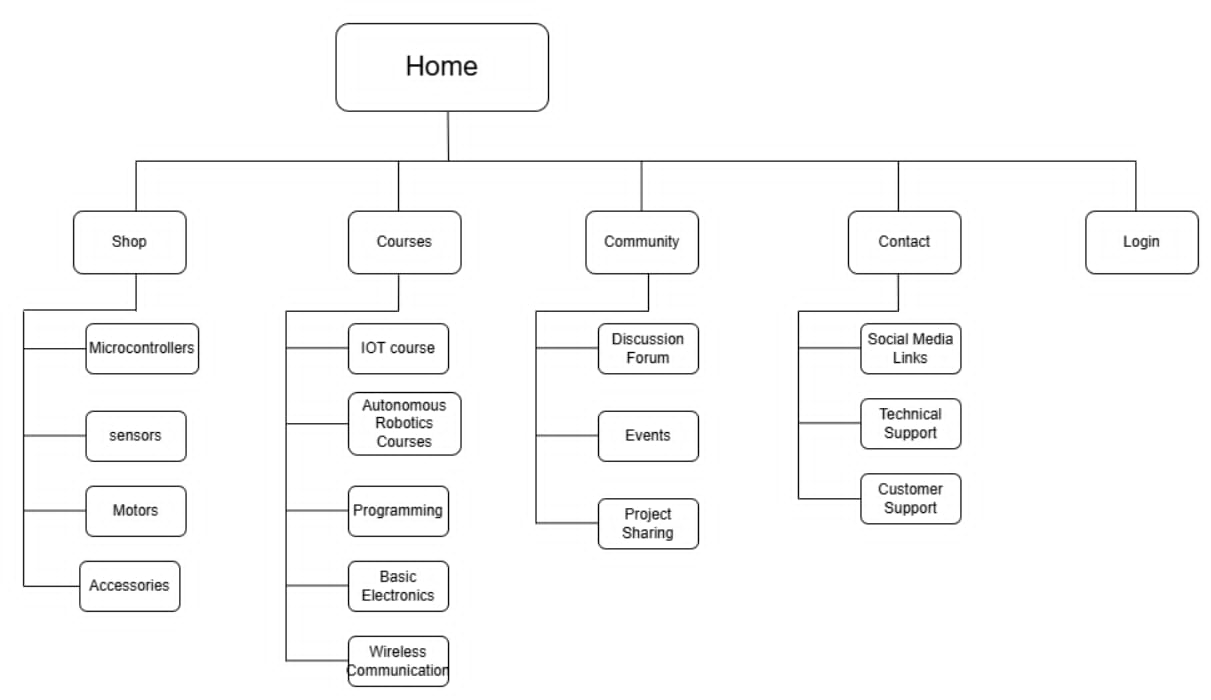 Home
Shop
Courses
Community
Contact
Login
Microcontrollers
sensors
Motors
Accessories
IOT course
Autonomous
Robotics
Courses
Programming
Basic
Electronics
Wireless
Communication
Discussion
Forum
Events
Project
Sharing
Social Media
Links
Technical
Support
Customer
Support